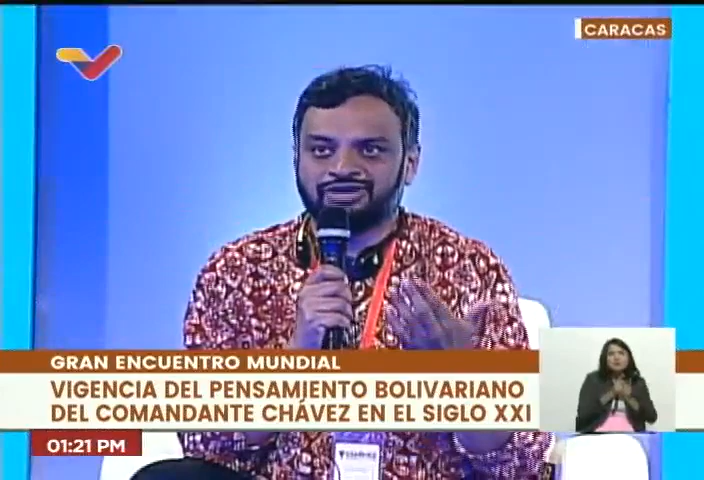 CARACAS
GRAN ENCUENTRO MUNDIAL
VIGENCIA DEL PENSAMIENTO BOLIVARIANO
DEL COMANDANTE CHÁVEZ EN EL SIGLO XXI
01:21 PM